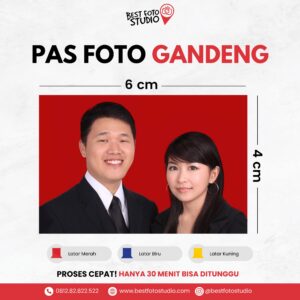 BEST FOTO
STUDIO
PAS FOTO GANDENG
6 cm
4 cm
Latar Merah
Latar Biru
Latar Kuning
PROSES CEPAT! HANYA 30 MENIT BISA DITUNGGU
0812.82.822.522
www.bestfotostudio.com
@bestfotostudio